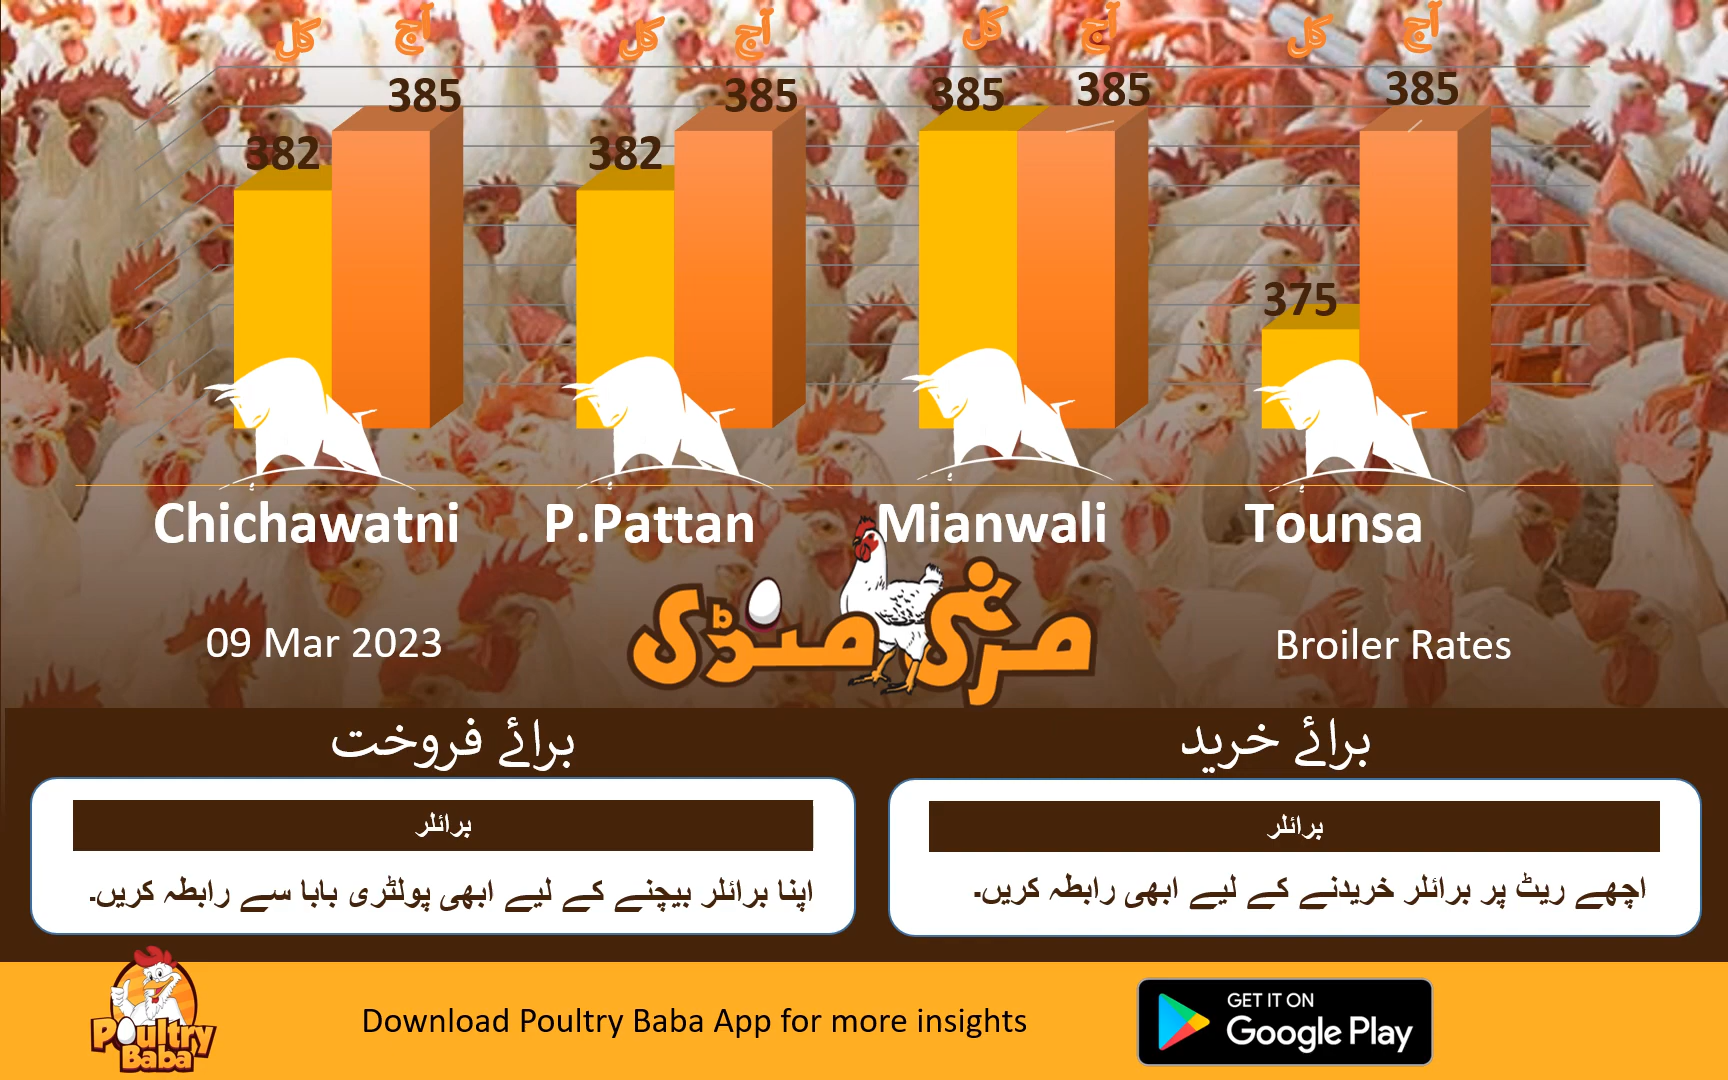 کل آج کل آج کل آج کل آج
382 385 382 385 385 385 375 385
Chichawatni P.Pattan Mianwali Tounsa
09 Mar 2023
مرغی منڈی
Broiler Rates
برائے فروخت
برائلر
اپنا برائلر بیچنے کے لیے ابھی پولٹری بابا سے رابطہ کریں۔
برائے خرید
برائلر
اچھے ریٹ پر برائلر خریدنے کے لیے ابھی رابطہ کریں۔
Poultry
Baba
Download Poultry Baba App for more insights
GET IT ON
Google Play